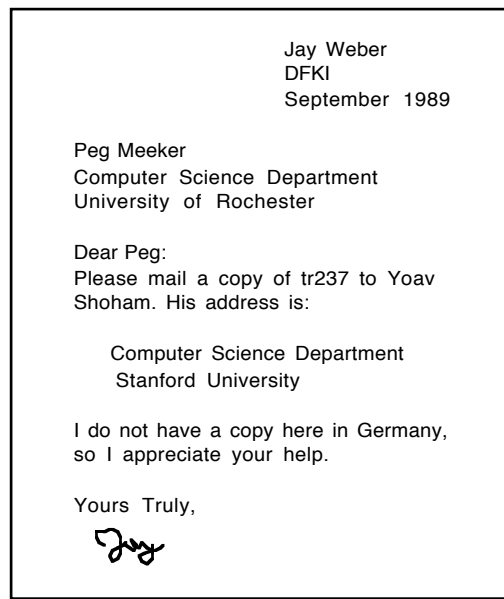 Jay Weber
DFKI
September 1989
Peg Meeker
Computer Science Department
University of Rochester
Dear Peg:
Please mail a copy of tr237 to Yoav
Shoham. His address is:
Computer Science Department
Stanford University
I do not have a copy here in Germany,
so I appreciate your help.
Yours Truly,
Jay